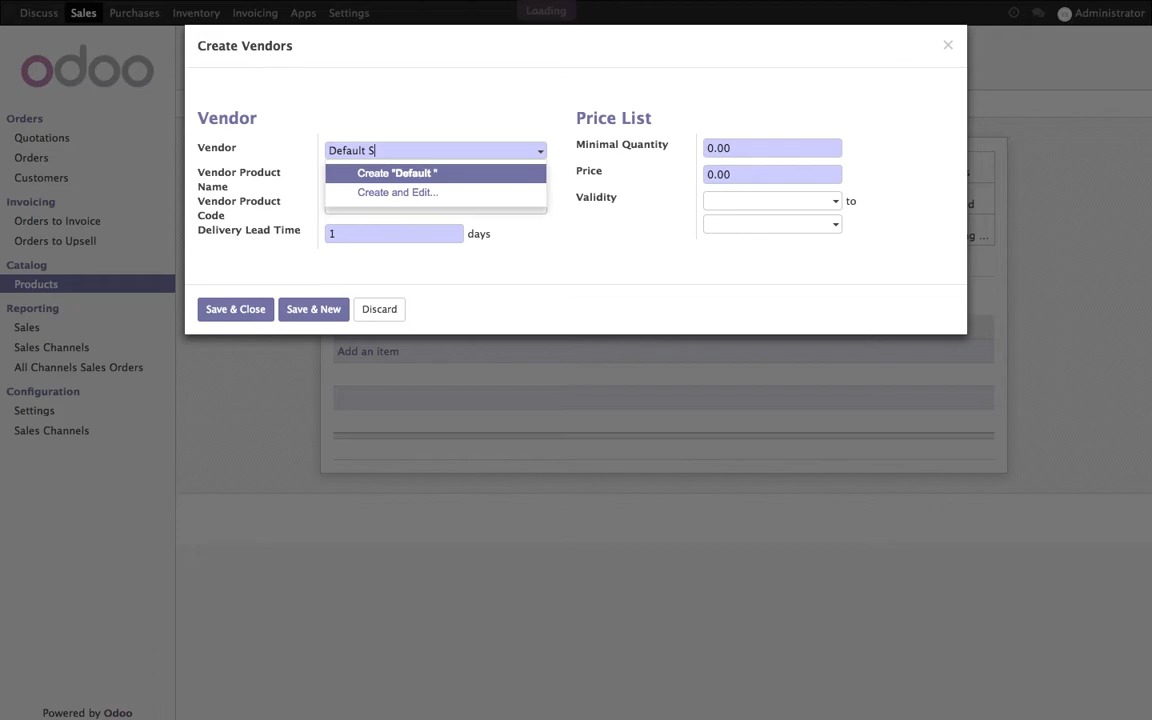 Discuss Sales Purchases Inventory Invoicing Apps Settings Loading Administrator
Create Vendors ×
odoo
Orders
Quotations
Orders
Customers
Invoicing
Orders to Invoice
Orders to Upsell
Catalog
Products
Reporting
Sales
Sales Channels
All Channels Sales Orders
Configuration
Settings
Sales Channels
Powered by Odoo
Vendor
Vendor Default S
Create "Default "
Create and Edit...
Vendor Product
Name
Vendor Product
Code
Delivery Lead Time 1 days
Price List
Minimal Quantity 0.00
Price 0.00
Validity to
Save & Close Save & New Discard
Add an item